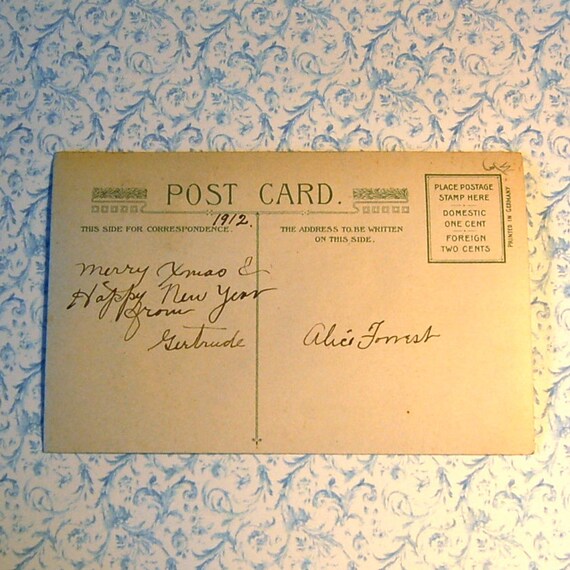 POST CARD.
1912.
THIS SIDE FOR CORRESPONDENCE.
Merry Xmas &
Happy New Year
from
Gertrude
THE ADDRESS TO BE WRITTEN
ON THIS SIDE.
Alice Forrest
PLACE POSTAGE
STAMP HERE
DOMESTIC
ONE CENT
FOREIGN
TWO CENTS
PRINTED IN GERMANY